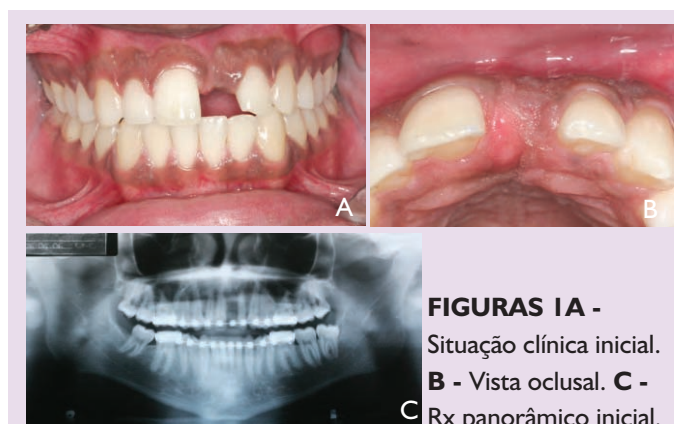 A
B
C
FIGURAS 1A -
Situação clínica inicial.
B - Vista oclusal. C -
Rx panorâmico inicial.